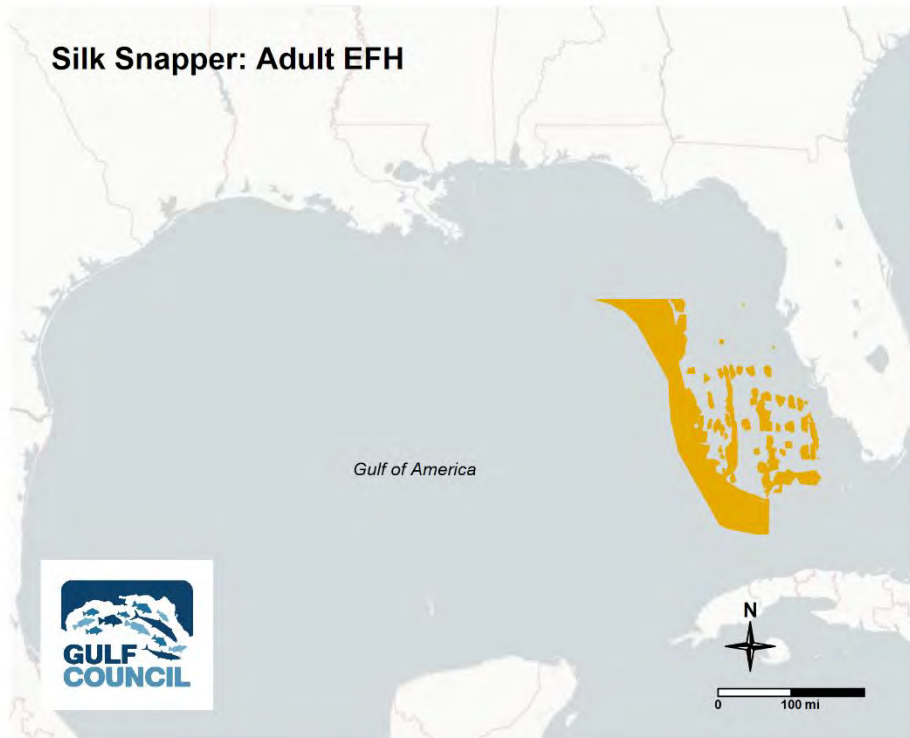 Silk Snapper: Adult EFH
Gulf of America
GULF
COUNCIL
N
0 100 mi